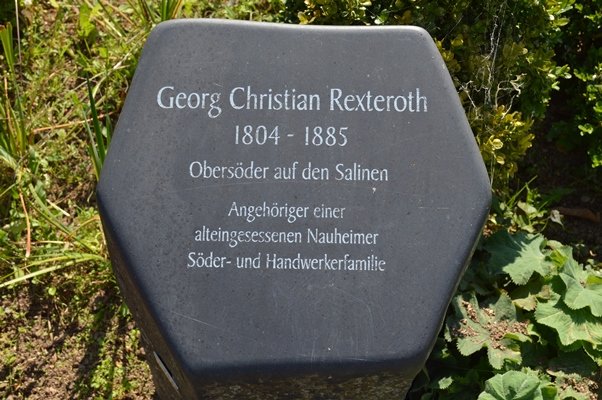 Georg Christian Rexteroth
1804 - 1885
Obersöder auf den Salinen
Angehöriger einer
alteingesessenen Nauheimer
Söder- und Handwerkerfamilie